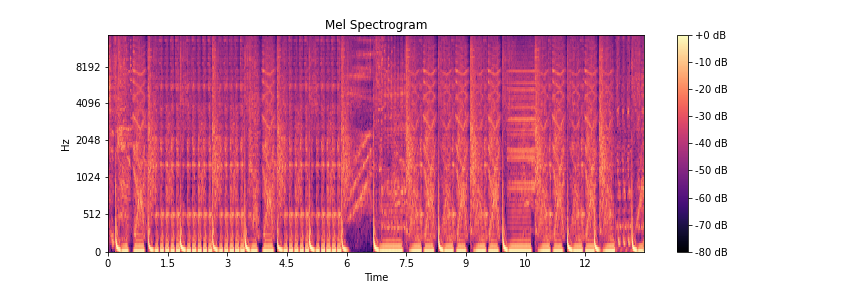 Mel Spectrogram
Hz
8192
4096
2048
1024
512
0
0
1.5
3
4.5
6
7.5
9
10
12
Time
+0 dB
-10 dB
-20 dB
-30 dB
-40 dB
-50 dB
-60 dB
-70 dB
-80 dB